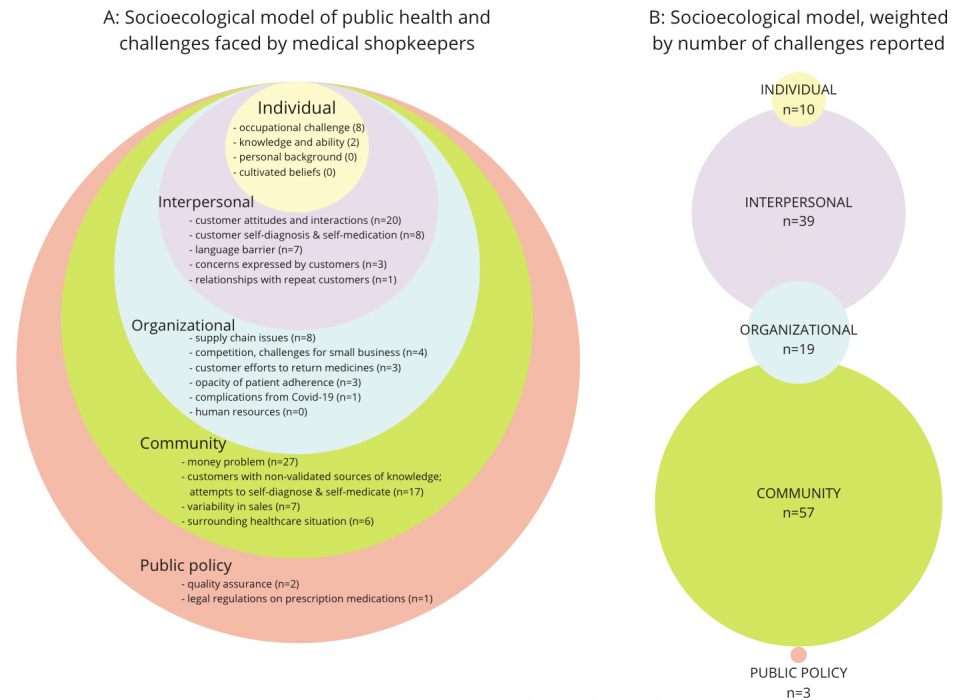 A: Socioecological model of public health and
challenges faced by medical shopkeepers
Individual
- occupational challenge (8)
- knowledge and ability (2)
- personal background (0)
- cultivated beliefs (0)
Interpersonal
- customer attitudes and interactions (n=20)
- customer self-diagnosis & self-medication (n=8)
- language barrier (n=7)
- concerns expressed by customers (n=3)
- relationships with repeat customers (n=1)
Organizational
- supply chain issues (n=8)
- competition, challenges for small business (n=4)
- customer efforts to return medicines (n=3)
- opacity of patient adherence (n=3)
- complications from Covid-19 (n=1)
- human resources (n=0)
Community
- money problem (n=27)
- customers with non-validated sources of knowledge;
attempts to self-diagnose & self-medicate (n=17)
- variability in sales (n=7)
- surrounding healthcare situation (n=6)
Public policy
- quality assurance (n=2)
- legal regulations on prescription medications (n=1)
B: Socioecological model, weighted
by number of challenges reported
INDIVIDUAL
n=10
INTERPERSONAL
n=39
ORGANIZATIONAL
n=19
COMMUNITY
n=57
PUBLIC POLICY
n=3